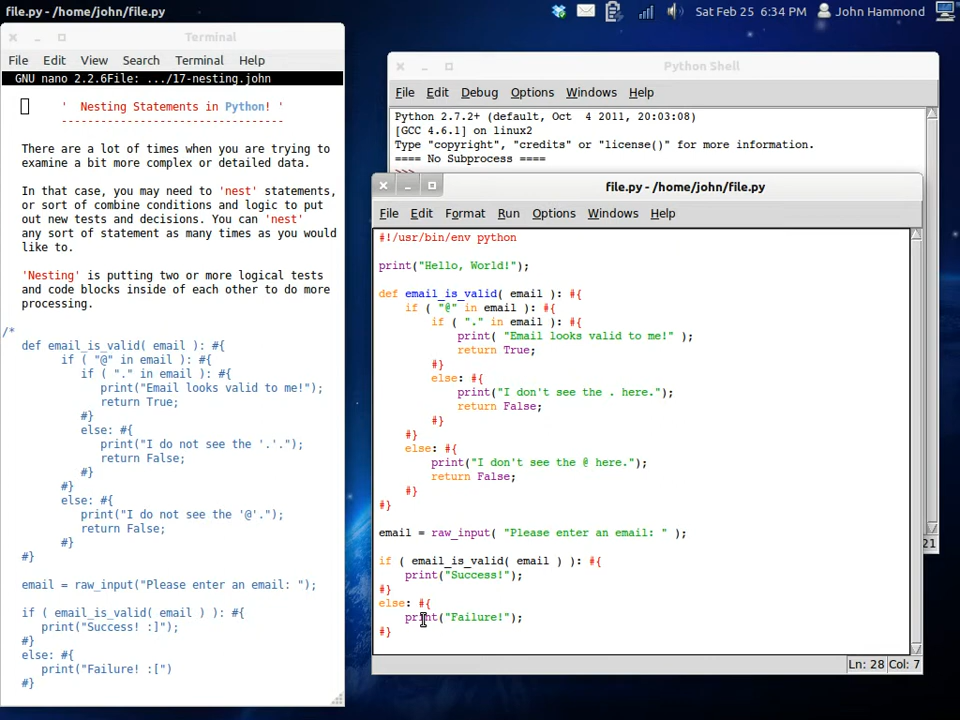 file.py - /home/john/file.py
Sat Feb 25 6:34 PM John Hammond
Terminal
File Edit View Search Terminal Help
GNU nano 2.2.6File: .../17-nesting.john
'  Nesting Statements in Python! '
----------------------------------
There are a lot of times when you are trying to
examine a bit more complex or detailed data.
In that case, you may need to 'nest' statements,
or sort of combine conditions and logic to put
out new tests and decisions. You can 'nest'
any sort of statement as many times as you would
like to.
'Nesting' is putting two or more logical tests
and code blocks inside of each other to do more
processing.
/*
def email_is_valid( email ): #{
if ( "@" in email ): #{
if ( "." in email ): #{
print("Email looks valid to me!");
return True;
#}
else: #{
print("I do not see the '.'.");
return False;
#}
#}
else: #{
print("I do not see the '@'.");
return False;
#}
#}
email = raw_input("Please enter an email: ");
if ( email_is_valid( email ) ): #{
print("Success! :]");
#}
else: #{
print("Failure! :[")
#}
Python Shell
File Edit Debug Options Windows Help
Python 2.7.2+ (default, Oct  4 2011, 20:03:08)
[GCC 4.6.1] on linux2
Type "copyright", "credits" or "license()" for more information.
==== No Subprocess ====
>>>
21
file.py - /home/john/file.py
File Edit Format Run Options Windows Help
#!/usr/bin/env python
print("Hello, World!");
def email_is_valid( email ): #{
if ( "@" in email ): #{
if ( "." in email ): #{
print( "Email looks valid to me!" );
return True;
#}
else: #{
print("I don't see the . here.");
return False;
#}
#}
else: #{
print("I don't see the @ here.");
return False;
#}
#}
email = raw_input( "Please enter an email: " );
if ( email_is_valid( email ) ): #{
print("Success!");
#}
else: #{
print("Failure!");
#}
Ln: 28 Col: 7